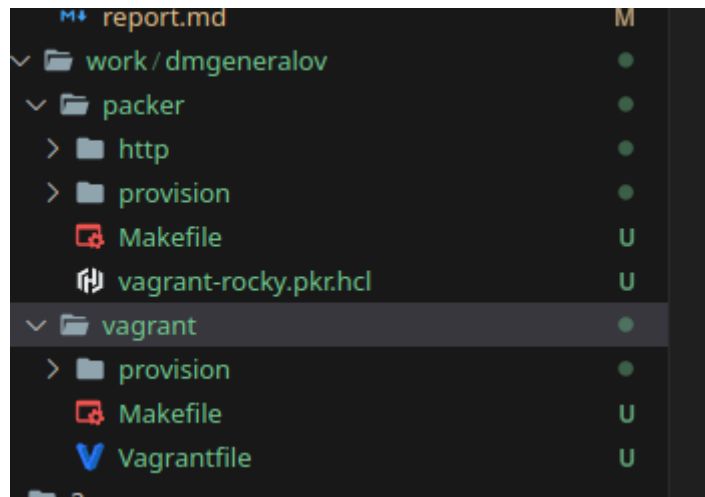 report.md M
work / dmgeneralov
packer
http
provision
Makefile U
vagrant-rocky.pkr.hcl U
vagrant
provision
Makefile U
Vagrantfile U